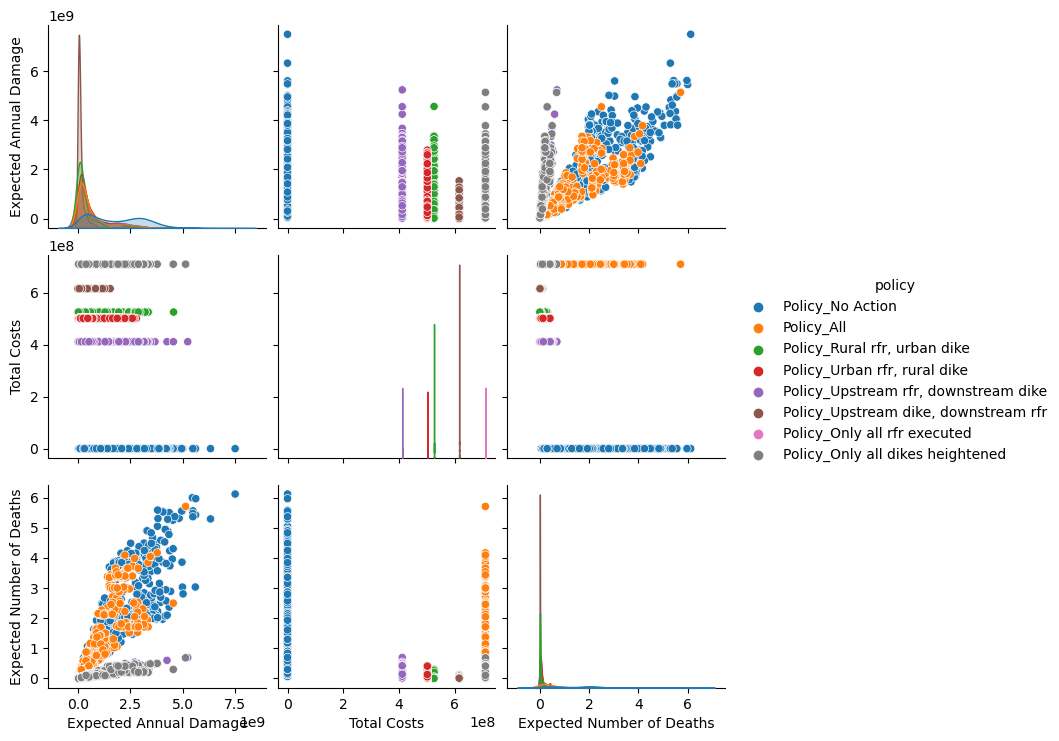 1e9
Expected Annual Damage
6
4
2
0
1e8
Total Costs
6
4
2
0
policy
Policy_No Action
Policy_All
Policy_Rural rfr, urban dike
Policy_Urban rfr, rural dike
Policy_Upstream rfr, downstream dike
Policy_Upstream dike, downstream rfr
Policy_Only all rfr executed
Policy_Only all dikes heightened
Expected Number of Deaths
6
5
4
3
2
1
0
0.0 2.5 5.0 7.5
Expected Annual Damage 1e9
0 2 4 6
Total Costs 1e8
0 2 4 6
Expected Number of Deaths